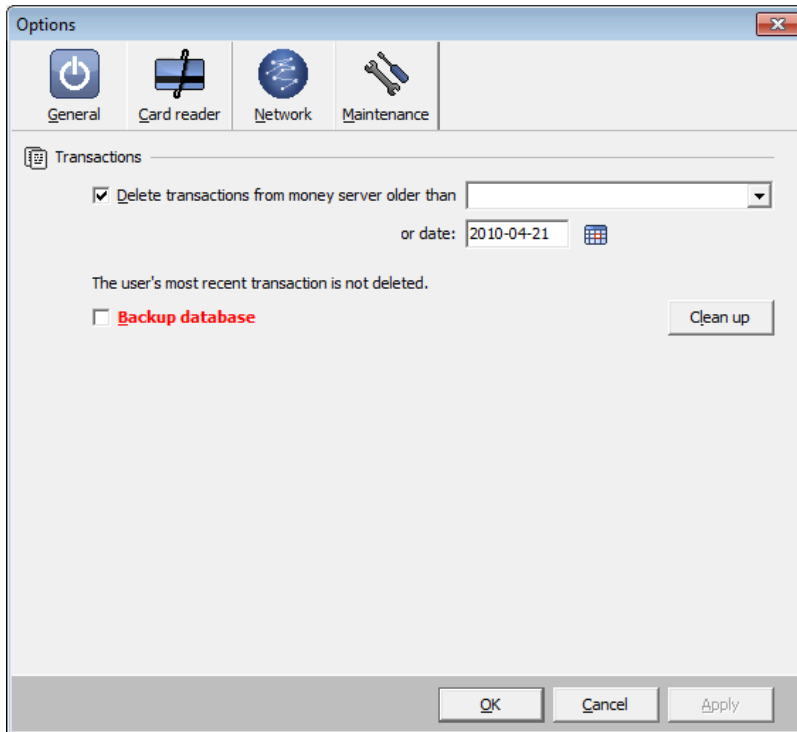 Options
General Card reader Network Maintenance
Transactions
Delete transactions from money server older than
or date: 2010-04-21
The user's most recent transaction is not deleted.
Backup database Clean up
OK Cancel Apply